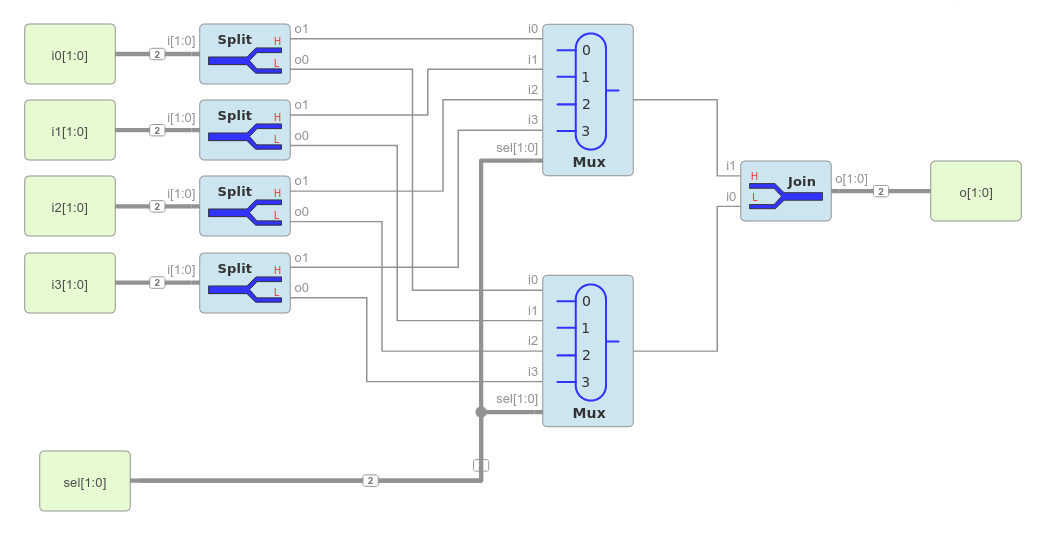 i0[1:0]
2
i[1:0]
Split
H
L
o1
o0
i1[1:0]
2
i[1:0]
Split
H
L
o1
o0
i2[1:0]
2
i[1:0]
Split
H
L
o1
o0
i3[1:0]
2
i[1:0]
Split
H
L
o1
o0
i0
i1
i2
i3
sel[1:0]
0
1
2
3
Mux
i0
i1
i2
i3
sel[1:0]
0
1
2
3
Mux
i1
i0
H
L
Join
o[1:0]
2
o[1:0]
sel[1:0]
2